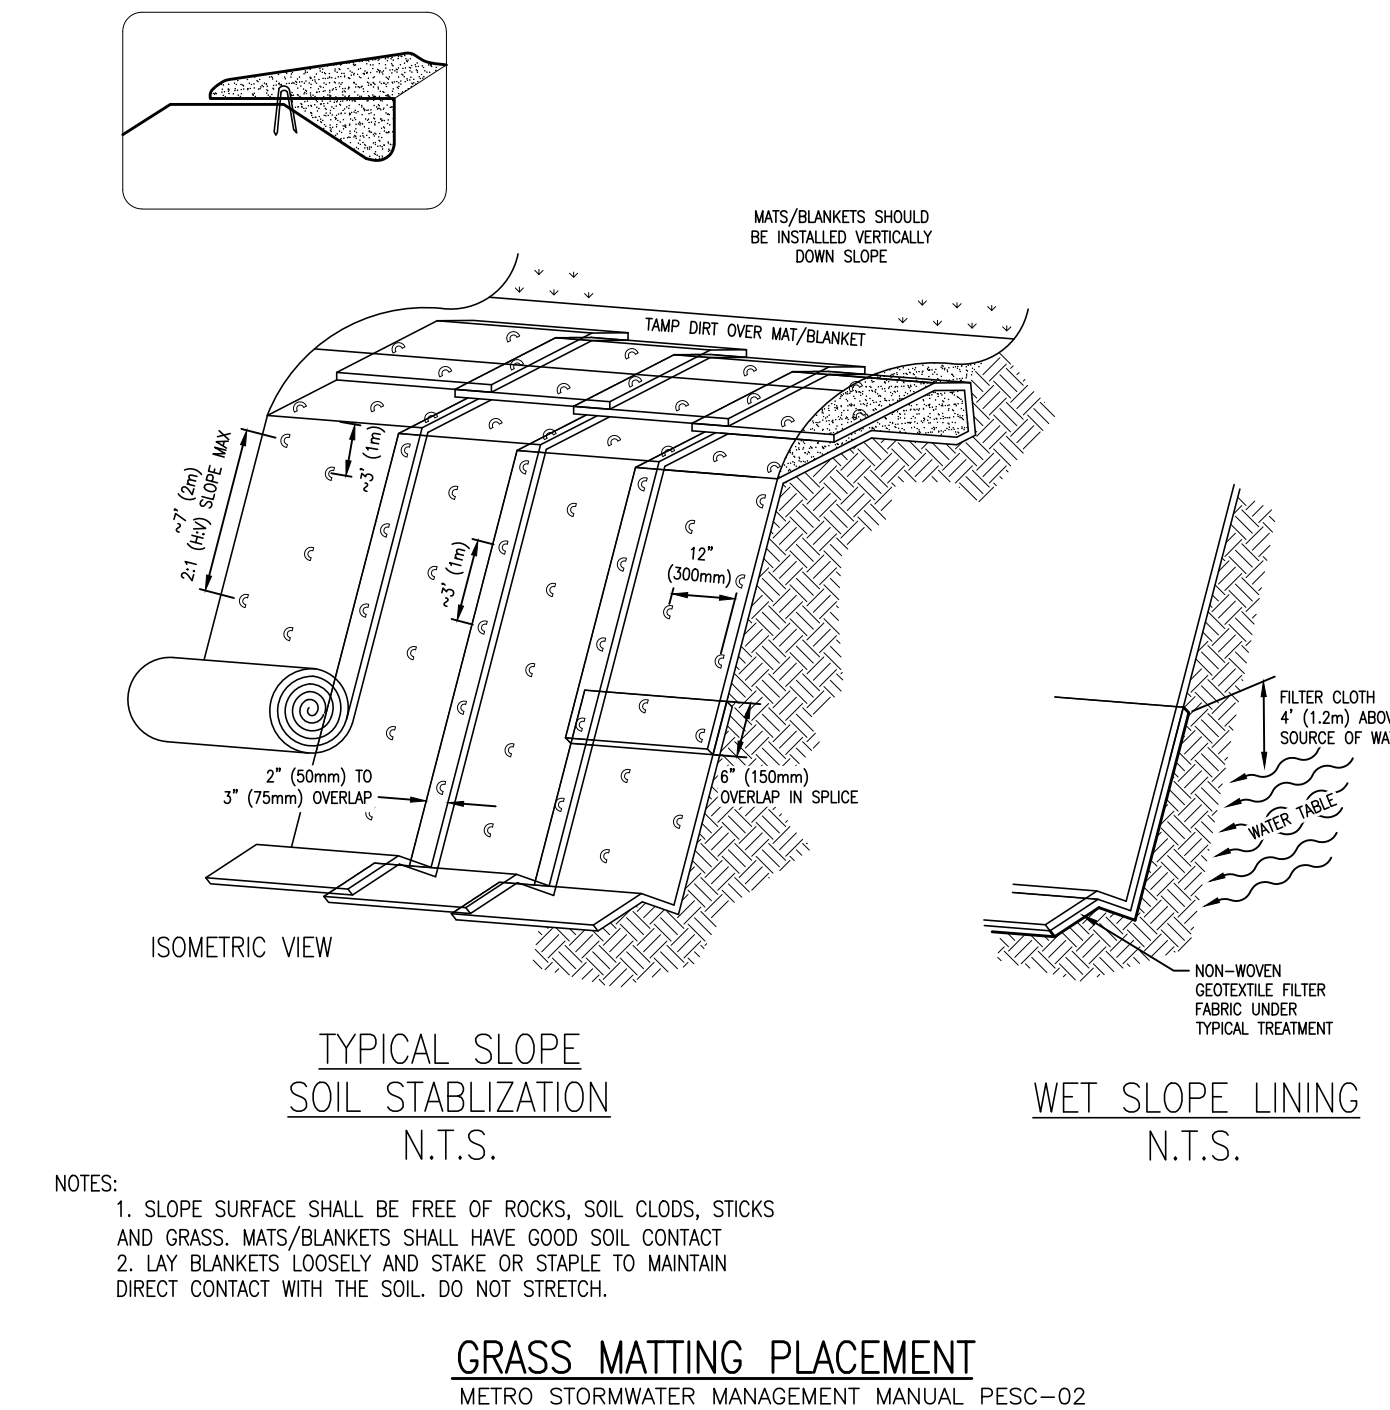 MATS/BLANKETS SHOULD
BE INSTALLED VERTICALLY
DOWN SLOPE
TAMP DIRT OVER MAT/BLANKET
~7' (2m)
2:1 (H:V) SLOPE MAX
~3' (1m)
~3' (1m)
12"
(300mm)
2" (50mm) TO
3" (75mm) OVERLAP
6" (150mm)
OVERLAP IN SPLICE
ISOMETRIC VIEW
FILTER CLOTH
4' (1.2m)
SOURCE OF
WATER TABLE
NON-WOVEN
GEOTEXTILE FILTER
FABRIC UNDER
TYPICAL TREATMENT
TYPICAL SLOPE
SOIL STABLIZATION
N.T.S.
WET SLOPE LINING
N.T.S.
NOTES:
1. SLOPE SURFACE SHALL BE FREE OF ROCKS, SOIL CLODS, STICKS
AND GRASS. MATS/BLANKETS SHALL HAVE GOOD SOIL CONTACT
2. LAY BLANKETS LOOSELY AND STAKE OR STAPLE TO MAINTAIN
DIRECT CONTACT WITH THE SOIL. DO NOT STRETCH.
GRASS MATTING PLACEMENT
METRO STORMWATER MANAGEMENT MANUAL PESC-02